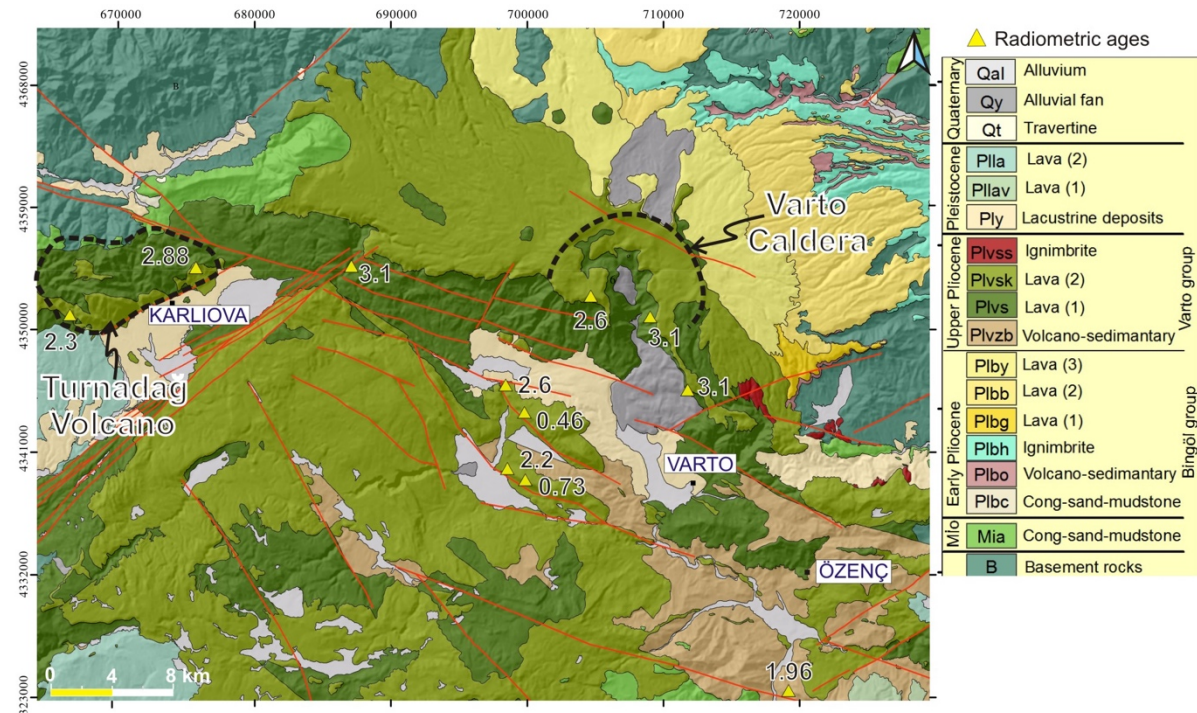 670000 680000 690000 700000 710000 720000
4368000
4359000
4350000
4341000
4332000
4323000
B
Varto
Caldera
2.88
3.1
KARLIOVA
2.6
3.1
2.3
Turnadag
Volcano
2.6
3.1
0.46
2.2
VARTO
0.73
ÖZENÇ
1.96
0 4 8 km
Radiometric ages
Quaternary
Qal Alluvium
Qy Alluvial fan
Qt Travertine
Pleistocene
Plla Lava (2)
Pllav Lava (1)
Ply Lacustrine deposits
Upper Pliocene
Plvss Ignimbrite
Plvsk Lava (2)
Plvs Lava (1)
Plvzb Volcano-sedimantary
Varto group
Early Pliocene
Plby Lava (3)
Plbb Lava (2)
Plbg Lava (1)
Plbh Ignimbrite
Plbo Volcano-sedimantary
Plbc Cong-sand-mudstone
Bingöl group
Mio
Mia Cong-sand-mudstone
B Basement rocks